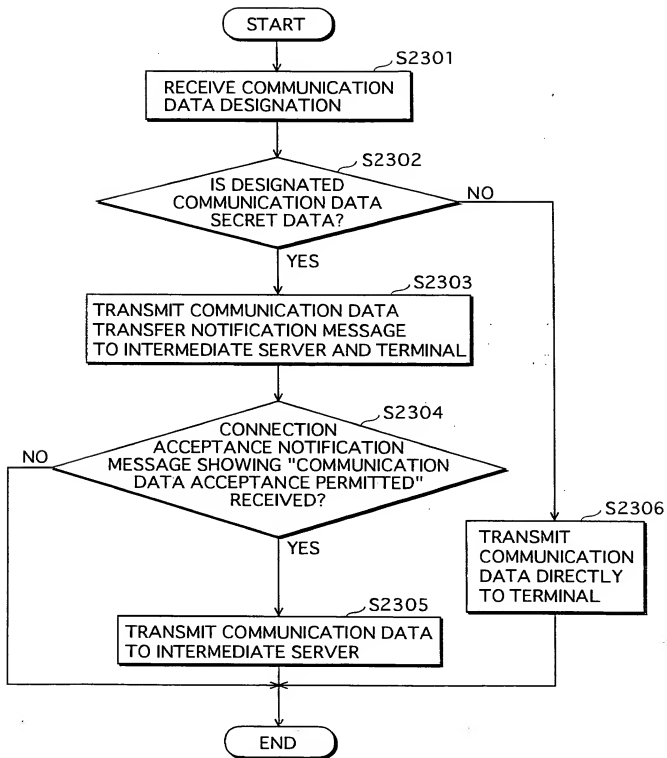 START
S2301
RECEIVE COMMUNICATION
DATA DESIGNATION
S2302
IS DESIGNATED
COMMUNICATION DATA
SECRET DATA?
NO
YES
S2303
TRANSMIT COMMUNICATION DATA
TRANSFER NOTIFICATION MESSAGE
TO INTERMEDIATE SERVER AND TERMINAL
S2304
CONNECTION
ACCEPTANCE NOTIFICATION
MESSAGE SHOWING "COMMUNICATION
DATA ACCEPTANCE PERMITTED"
RECEIVED?
NO
YES
S2306
TRANSMIT
COMMUNICATION
DATA DIRECTLY
TO TERMINAL
S2305
TRANSMIT COMMUNICATION DATA
TO INTERMEDIATE SERVER
END